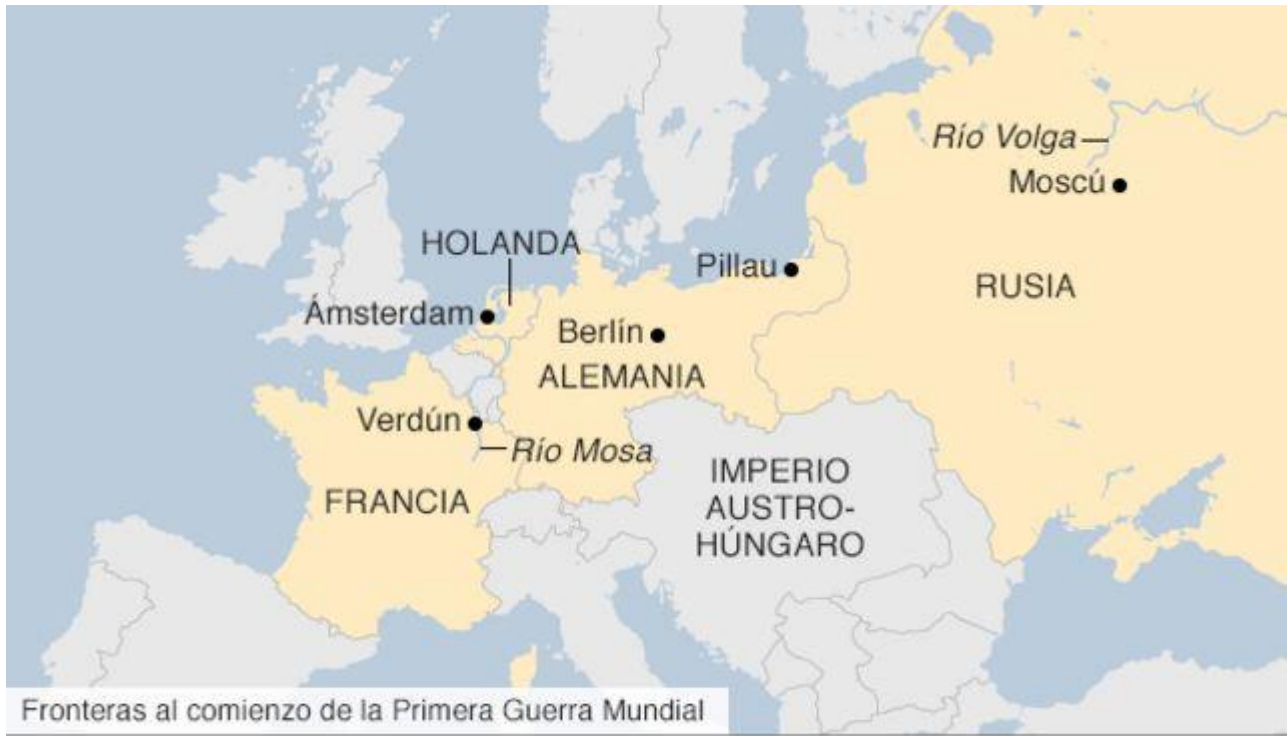 Río Volga
Moscú
HOLANDA
Pillau
RUSIA
Ámsterdam
Berlín
ALEMANIA
Verdún
Río Mosa
FRANCIA
IMPERIO
AUSTRO-
HÚNGARO
Fronteras al comienzo de la Primera Guerra Mundial